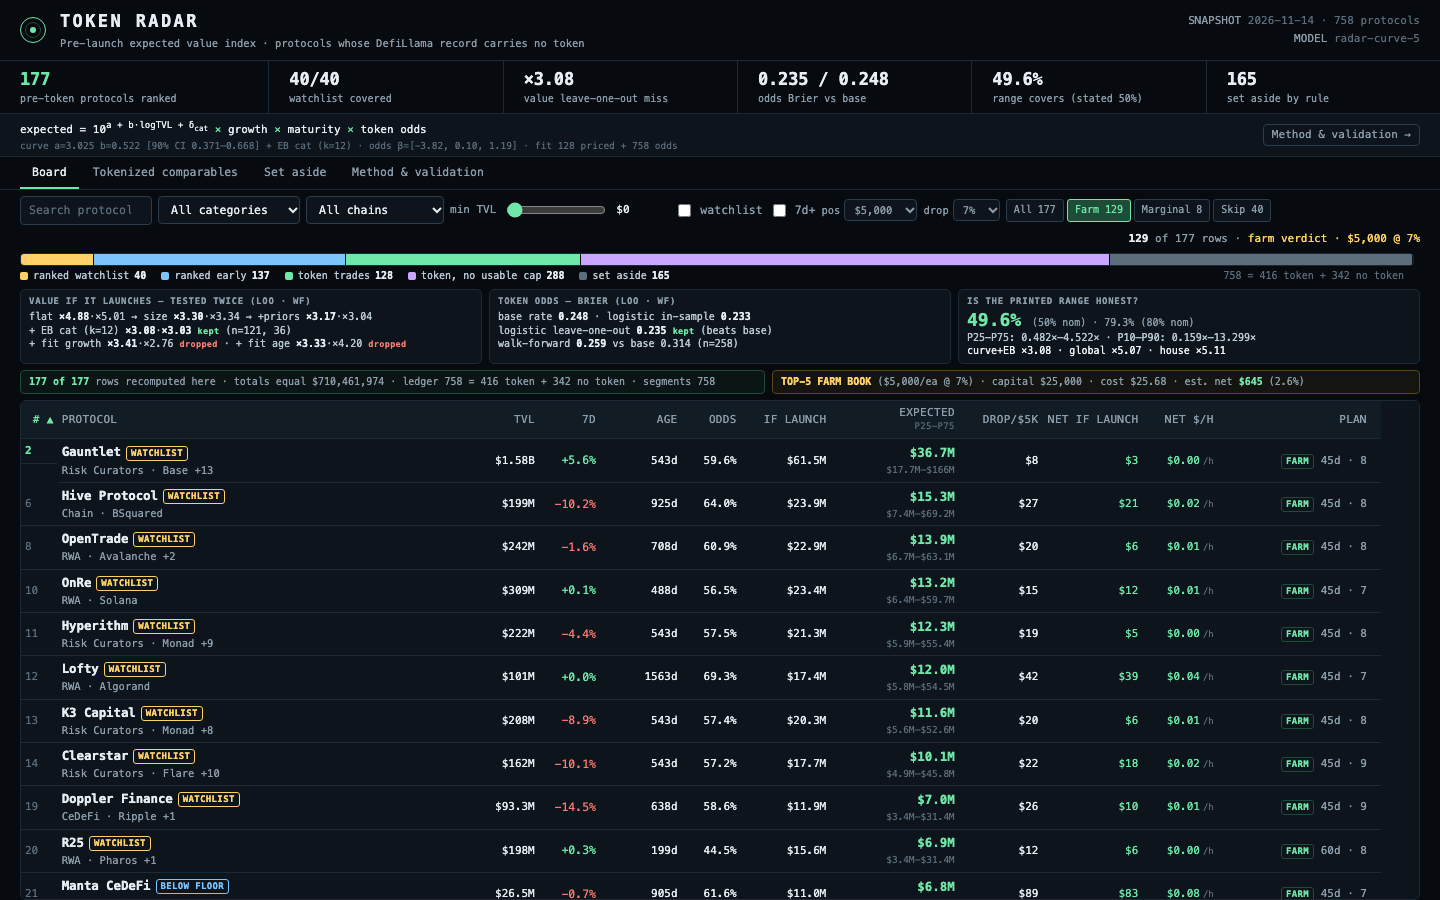 TOKEN RADAR
Pre-launch expected value index · protocols whose DefiLlama record carries no token
SNAPSHOT 2026-11-14 · 758 protocols
MODEL radar-curve-5
177
pre-token protocols ranked
40/40
watchlist covered
×3.08
value leave-one-out miss
0.235 / 0.248
odds Brier vs base
49.6%
range covers (stated 50%)
165
set aside by rule
expected = 10^a + b·logTVL + δcat × growth × maturity × token odds
curve a=3.025 b=0.522 [90% CI 0.371–0.668] + EB cat (k=12) · odds β=[−3.82, 0.10, 1.19] · fit 128 priced + 758 odds
Method & validation →
Board Tokenized comparables Set aside Method & validation
Search protocol All categories All chains min TVL $0 watchlist 7d+ pos $5,000 drop 7% All 177 Farm 129 Marginal 8 Skip 40
129 of 177 rows · farm verdict · $5,000 @ 7%
ranked watchlist 40 ranked early 137 token trades 128 token, no usable cap 288 set aside 165
758 = 416 token + 342 no token
VALUE IF IT LAUNCHES — TESTED TWICE (LOO · WF)
flat ×4.88·×5.01 → size ×3.30·×3.34 → +priors ×3.17·×3.04
+ EB cat (k=12) ×3.08·×3.03 kept (n=121, 36)
+ fit growth ×3.41·×2.76 dropped · + fit age ×3.33·×4.20 dropped
TOKEN ODDS — BRIER (LOO · WF)
base rate 0.248 · logistic in-sample 0.233
logistic leave-one-out 0.235 kept (beats base)
walk-forward 0.259 vs base 0.314 (n=258)
IS THE PRINTED RANGE HONEST?
49.6% (50% nom) · 79.3% (80% nom)
P25–P75: 0.482×–4.522× · P10–P90: 0.159×–13.299×
curve+EB ×3.08 · global ×5.07 · house ×5.11
177 of 177 rows recomputed here · totals equal $710,461,974 · ledger 758 = 416 token + 342 no token · segments 758
TOP-5 FARM BOOK ($5,000/ea @ 7%) · capital $25,000 · cost $25.68 · est. net $645 (2.6%)
# ▲ PROTOCOL TVL 7D AGE ODDS IF LAUNCH EXPECTED DROP/$5K NET IF LAUNCH NET $/H PLAN
P25–P75
2 Gauntlet WATCHLIST $1.58B +5.6% 543d 59.6% $61.5M $36.7M $8 $3 $0.00 /h FARM 45d · 8
Risk Curators · Base +13 $17.7M–$166M
6 Hive Protocol WATCHLIST $199M −10.2% 925d 64.0% $23.9M $15.3M $27 $21 $0.02 /h FARM 45d · 8
Chain · BSquared $7.4M–$69.2M
8 OpenTrade WATCHLIST $242M −1.6% 708d 60.9% $22.9M $13.9M $20 $6 $0.01 /h FARM 45d · 8
RWA · Avalanche +2 $6.7M–$63.1M
10 OnRe WATCHLIST $309M +0.1% 488d 56.5% $23.4M $13.2M $15 $12 $0.01 /h FARM 45d · 7
RWA · Solana $6.4M–$59.7M
11 Hyperithm WATCHLIST $222M −4.4% 543d 57.5% $21.3M $12.3M $19 $5 $0.00 /h FARM 45d · 8
Risk Curators · Monad +9 $5.9M–$55.4M
12 Lofty WATCHLIST $101M +0.0% 1563d 69.3% $17.4M $12.0M $42 $39 $0.04 /h FARM 45d · 7
RWA · Algorand $5.8M–$54.5M
13 K3 Capital WATCHLIST $208M −8.9% 543d 57.4% $20.3M $11.6M $20 $6 $0.01 /h FARM 45d · 8
Risk Curators · Monad +8 $5.6M–$52.6M
14 Clearstar WATCHLIST $162M −10.1% 543d 57.2% $17.7M $10.1M $22 $18 $0.02 /h FARM 45d · 9
Risk Curators · Flare +10 $4.9M–$45.8M
19 Doppler Finance WATCHLIST $93.3M −14.5% 638d 58.6% $11.9M $7.0M $26 $10 $0.01 /h FARM 45d · 9
CeDeFi · Ripple +1 $3.4M–$31.4M
20 R25 WATCHLIST $198M +0.3% 199d 44.5% $15.6M $6.9M $12 $6 $0.00 /h FARM 60d · 8
RWA · Pharos +1 $3.4M–$31.4M
21 Manta CeDeFi BELOW FLOOR $26.5M −0.7% 905d 61.6% $11.0M $6.8M $89 $83 $0.08 /h FARM 45d · 7